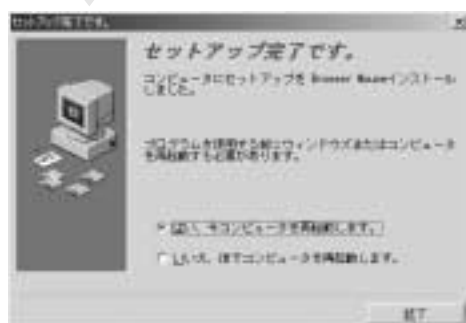 セットアップ完了です。
セットアップ完了です。
コンピュータにセットアップを Browser Mouseインストール
しました。
プログラムを使用する前にウィンドウズまたはコンピュータ
を再起動する必要があります。
はい、今コンピュータを再起動します。
いいえ、後でコンピュータを再起動します。
終了